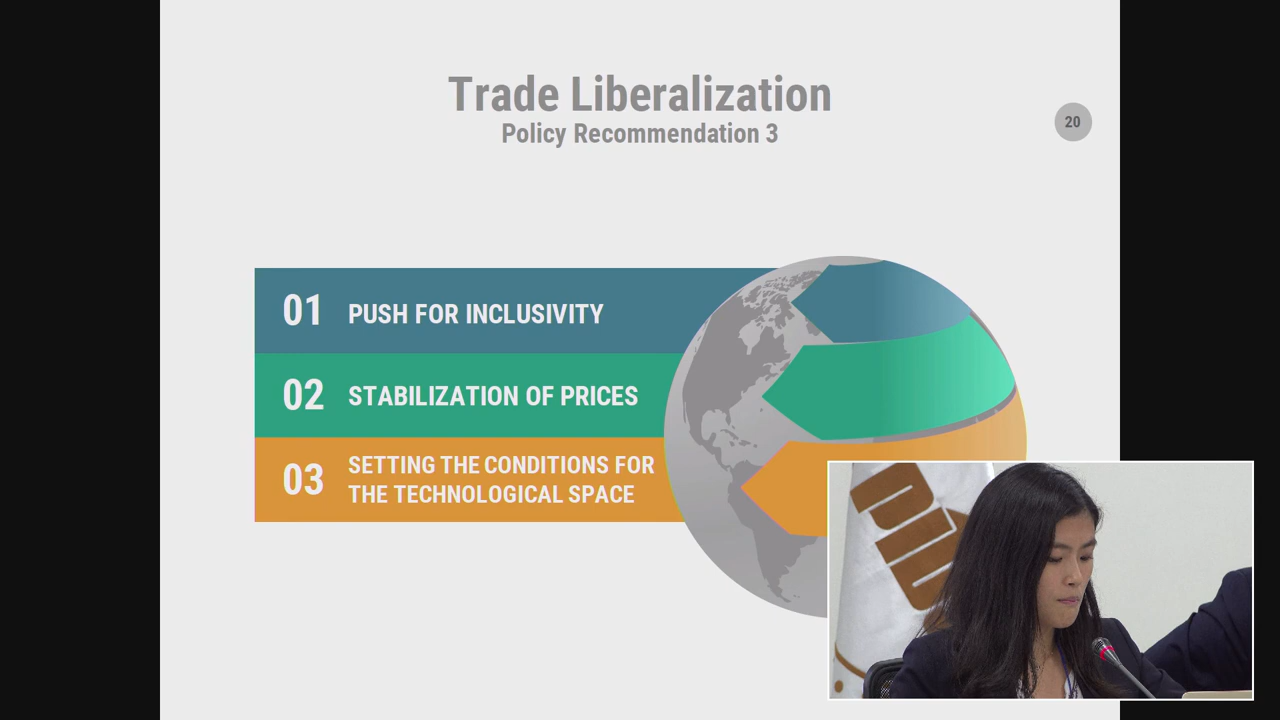 Trade Liberalization
Policy Recommendation 3
20
01 PUSH FOR INCLUSIVITY
02 STABILIZATION OF PRICES
03 SETTING THE CONDITIONS FOR
THE TECHNOLOGICAL SPACE